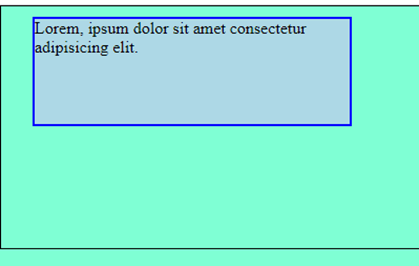 Lorem, ipsum dolor sit amet consectetur
adipisicing elit.